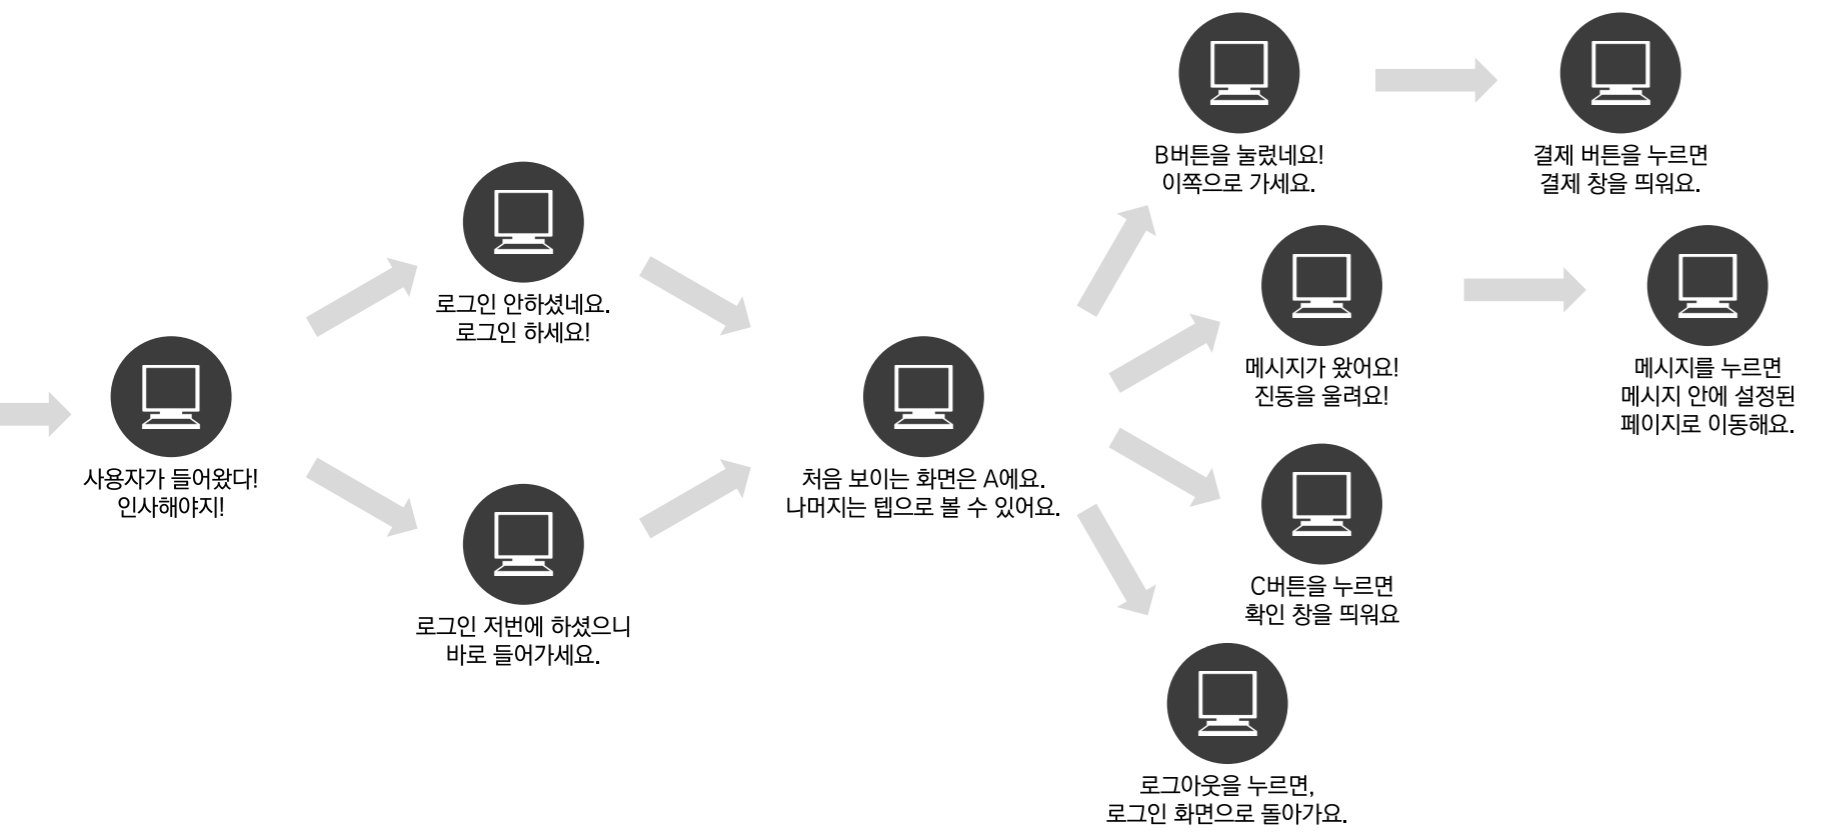 사용자가 들어왔다!
인사해야지!
로그인 안하셨네요.
로그인 하세요!
로그인 저번에 하셨으니
바로 들어가세요.
처음 보이는 화면은 A에요.
나머지는 텝으로 볼 수 있어요.
B버튼을 눌렀네요!
이쪽으로 가세요.
결제 버튼을 누르면
결제 창을 띄워요.
메시지가 왔어요!
진동을 울려요!
메시지를 누르면
메시지 안에 설정된
페이지로 이동해요.
C버튼을 누르면
확인 창을 띄워요
로그아웃을 누르면,
로그인 화면으로 돌아가요.